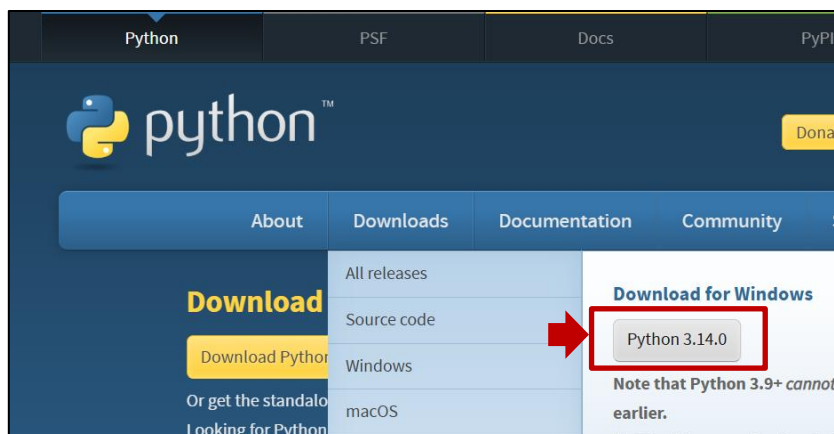 Python PSF Docs PyPI
python™
Dona
About Downloads Documentation Community
All releases
Source code
Windows
macOS
Download
Download Python
Or get the standalo
Looking for Python
Download for Windows
Python 3.14.0
Note that Python 3.9+ cannot
earlier.